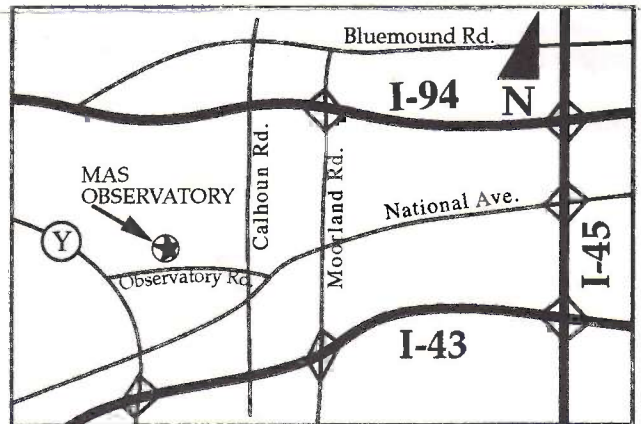 Bluemound Rd.
I-94
N
MAS
OBSERVATORY
Calhoun Rd.
Moorland Rd.
National Ave.
Y
Observatory Rd.
I-45
I-43